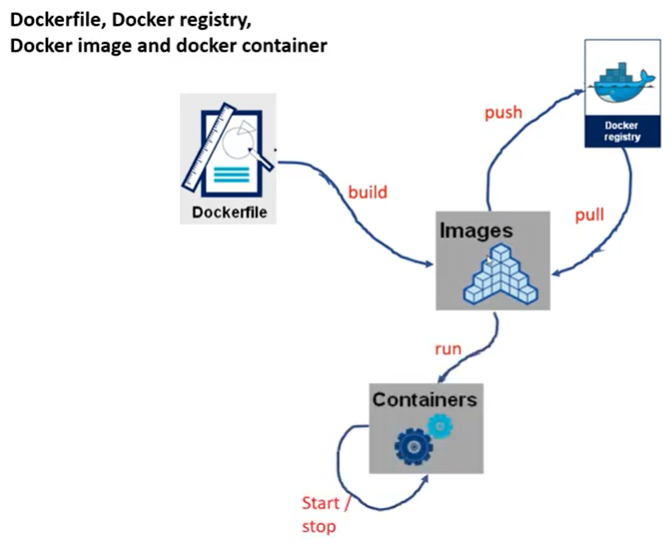 Dockerfile, Docker registry,
Docker image and docker container
push
Docker
registry
build
Dockerfile
pull
Images
run
Containers
Start /
stop